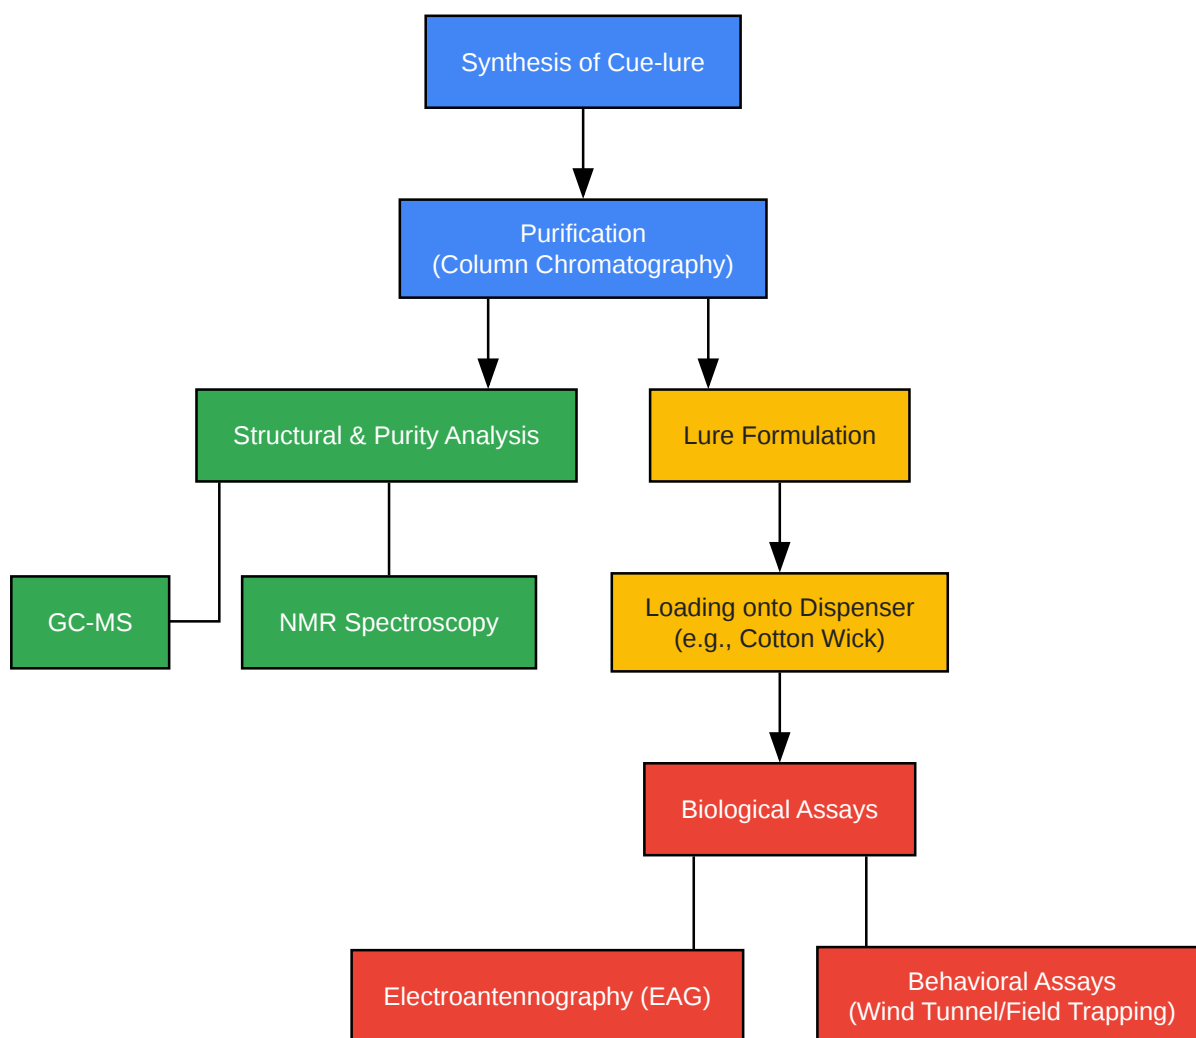 Synthesis of Cue-lure
Purification
(Column Chromatography)
Structural & Purity Analysis
Lure Formulation
GC-MS
NMR Spectroscopy
Loading onto Dispenser
(e.g., Cotton Wick)
Biological Assays
Electroantennography (EAG)
Behavioral Assays
(Wind Tunnel/Field Trapping)